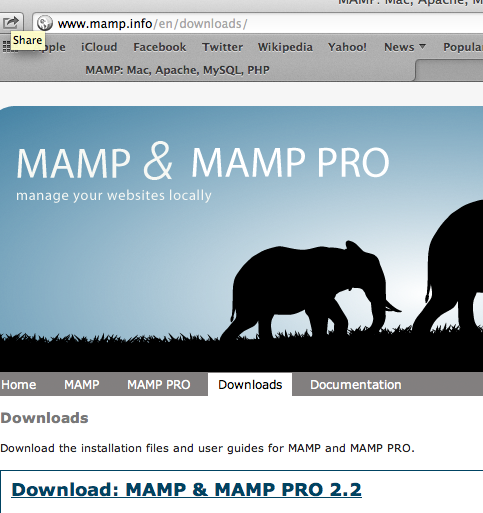 MAMP: Mac, Apache, M
www.mamp.info/en/downloads/
Share
pple iCloud Facebook Twitter Wikipedia Yahoo! News Popula
MAMP: Mac, Apache, MySQL, PHP
MAMP & MAMP PRO
manage your websites locally
Home MAMP MAMP PRO Downloads Documentation
Downloads
Download the installation files and user guides for MAMP and MAMP PRO.
Download: MAMP & MAMP PRO 2.2